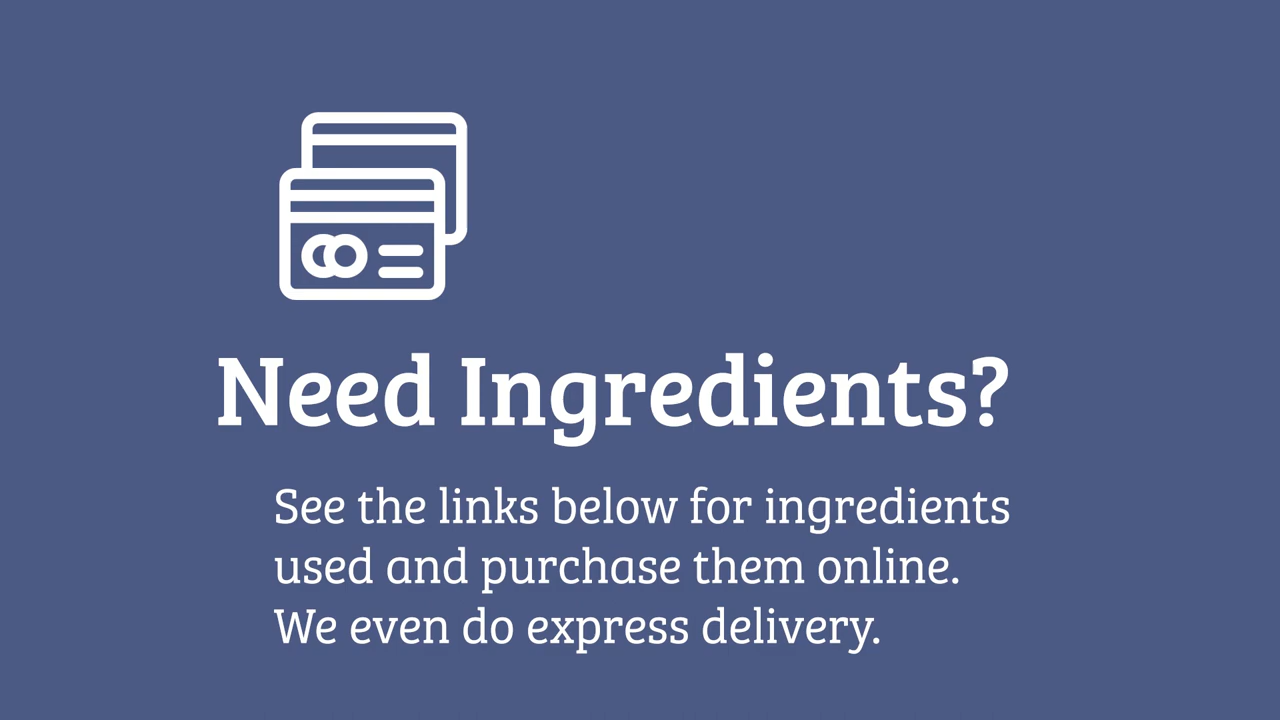 Need Ingredients?
See the links below for ingredients
used and purchase them online.
We even do express delivery.